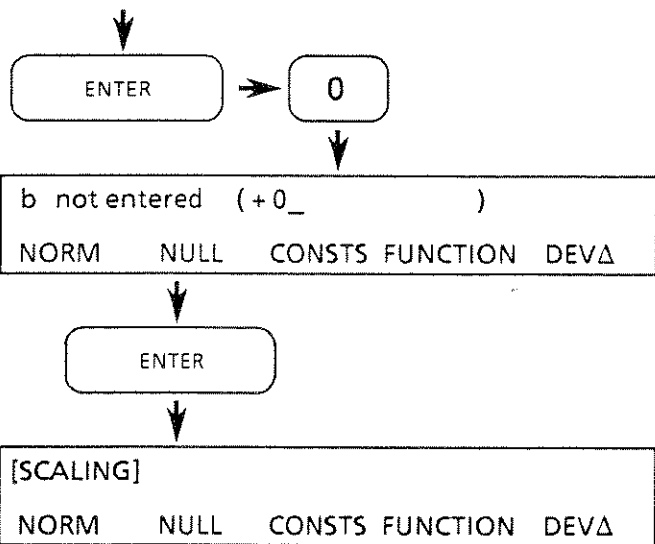 ENTER
0
b not entered (+0_ )
NORM NULL CONSTS FUNCTION DEVΔ
ENTER
[SCALING]
NORM NULL CONSTS FUNCTION DEVΔ